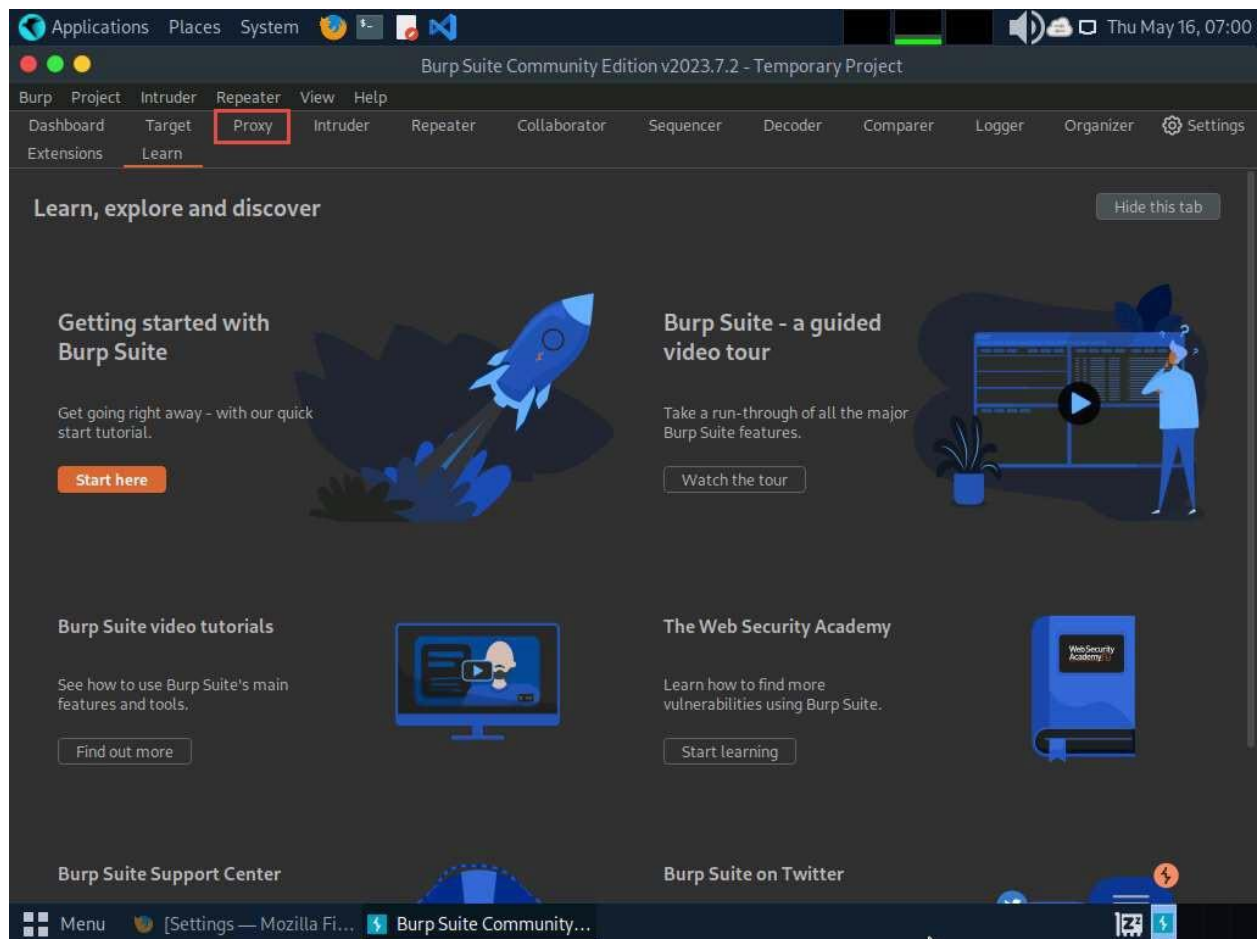 Applications Places System Thu May 16, 07:00
Burp Suite Community Edition v2023.7.2 - Temporary Project
Burp Project Intruder Repeater View Help
Dashboard Target Proxy Intruder Repeater Collaborator Sequencer Decoder Comparer Logger Organizer Settings
Extensions Learn
Learn, explore and discover
Hide this tab
Getting started with
Burp Suite
Get going right away - with our quick
start tutorial.
Start here
Burp Suite - a guided
video tour
Take a run-through of all the major
Burp Suite features.
Watch the tour
Burp Suite video tutorials
See how to use Burp Suite's main
features and tools.
Find out more
The Web Security Academy
Learn how to find more
vulnerabilities using Burp Suite.
Start learning
WebSecurity
Academy
Burp Suite Support Center
Burp Suite on Twitter
Menu [Settings — Mozilla Fi... Burp Suite Community...